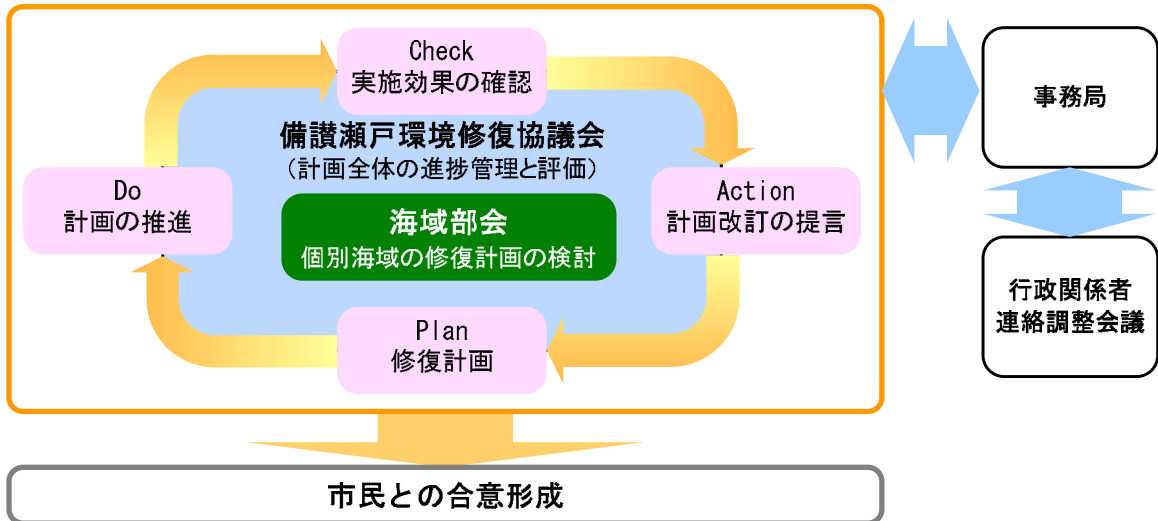 Check
実施効果の確認
備讃瀬戸環境修復協議会
(計画全体の進捗管理と評価)
Do
計画の推進
海域部会
個別海域の修復計画の検討
Action
計画改訂の提言
Plan
修復計画
事務局
行政関係者
連絡調整会議
市民との合意形成